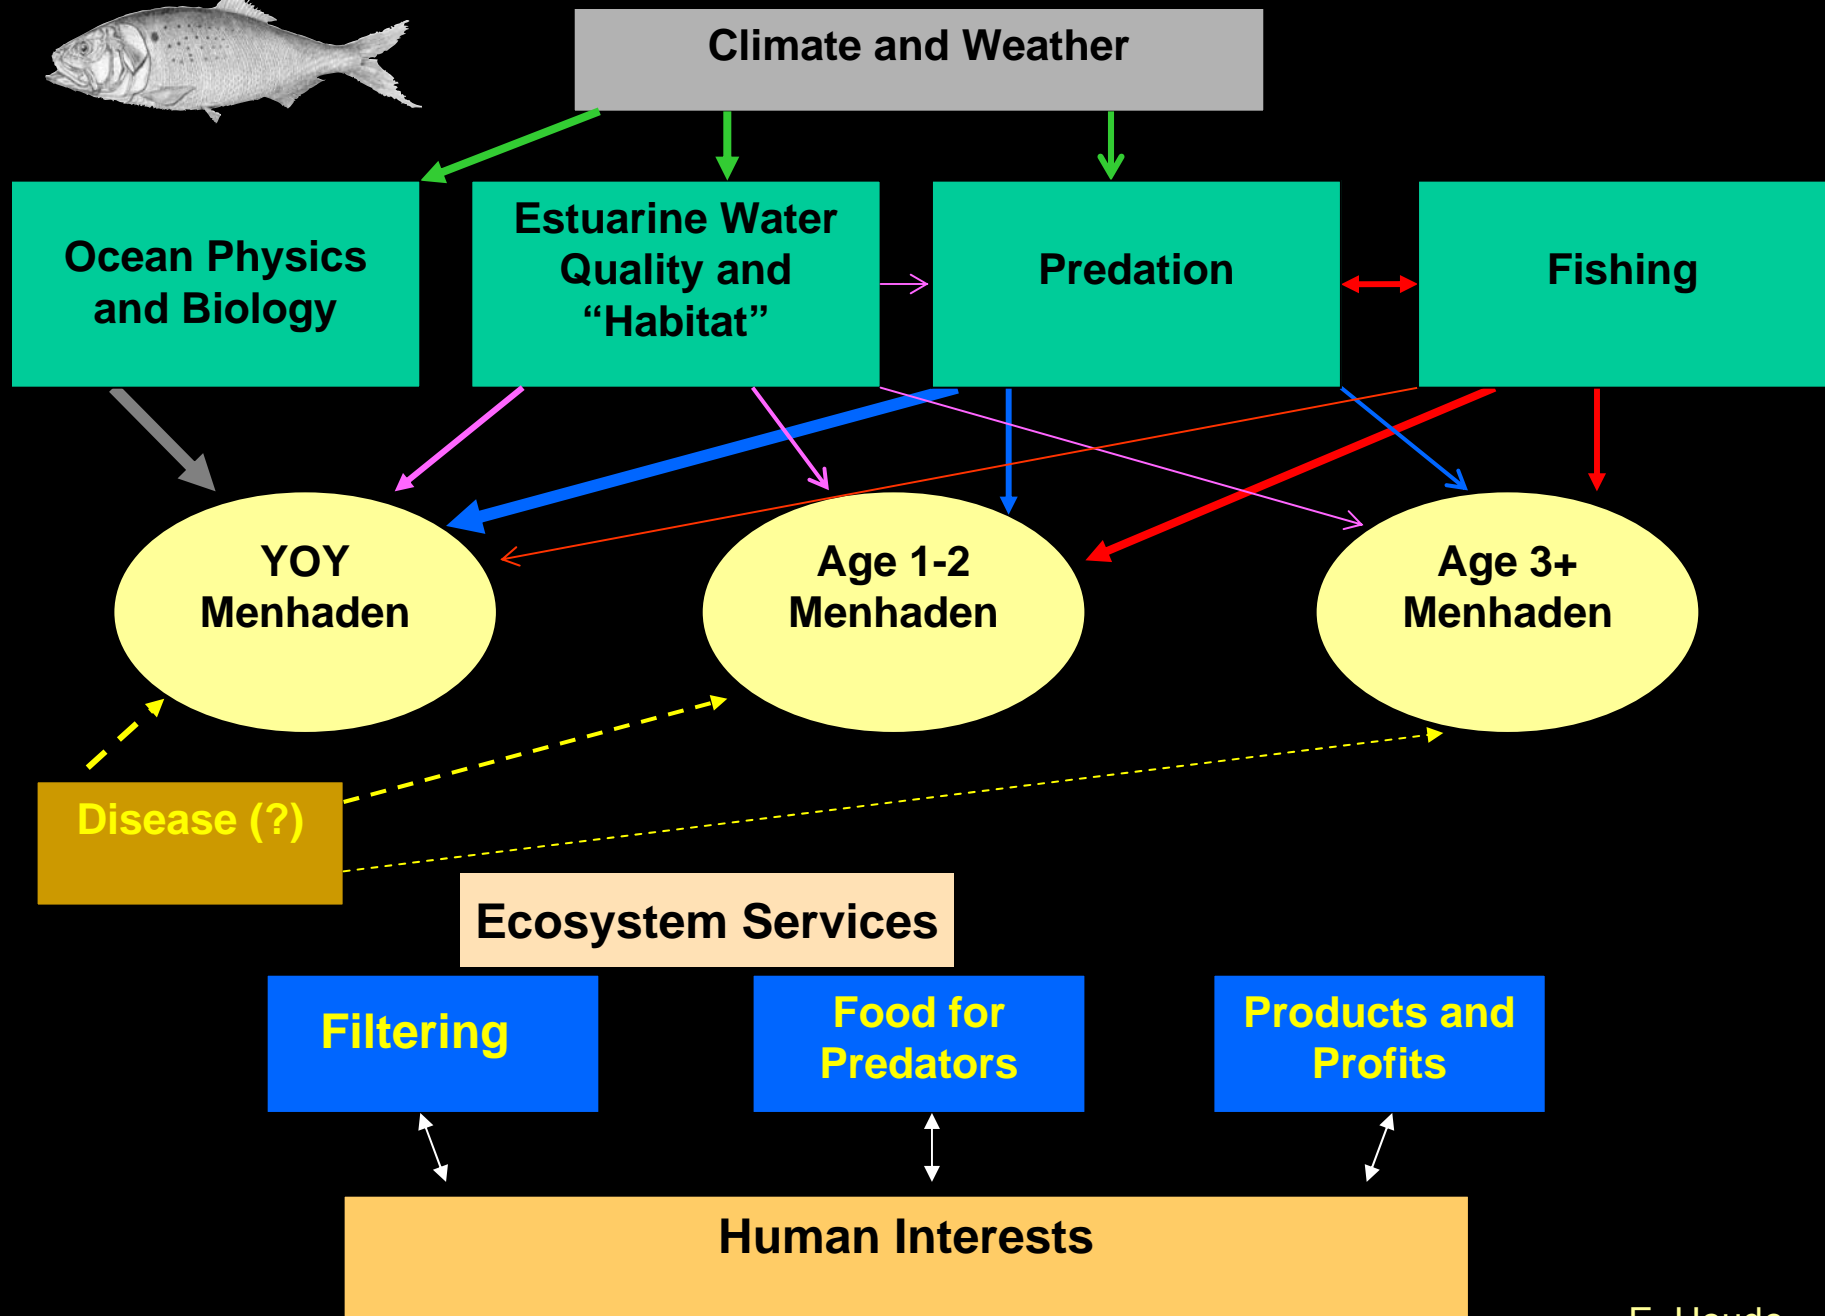 Climate and Weather
Ocean Physics
and Biology
Estuarine Water
Quality and
“Habitat”
Predation
Fishing
YOY
Menhaden
Age 1-2
Menhaden
Age 3+
Menhaden
Disease (?)
Ecosystem Services
Filtering
Food for
Predators
Products and
Profits
Human Interests